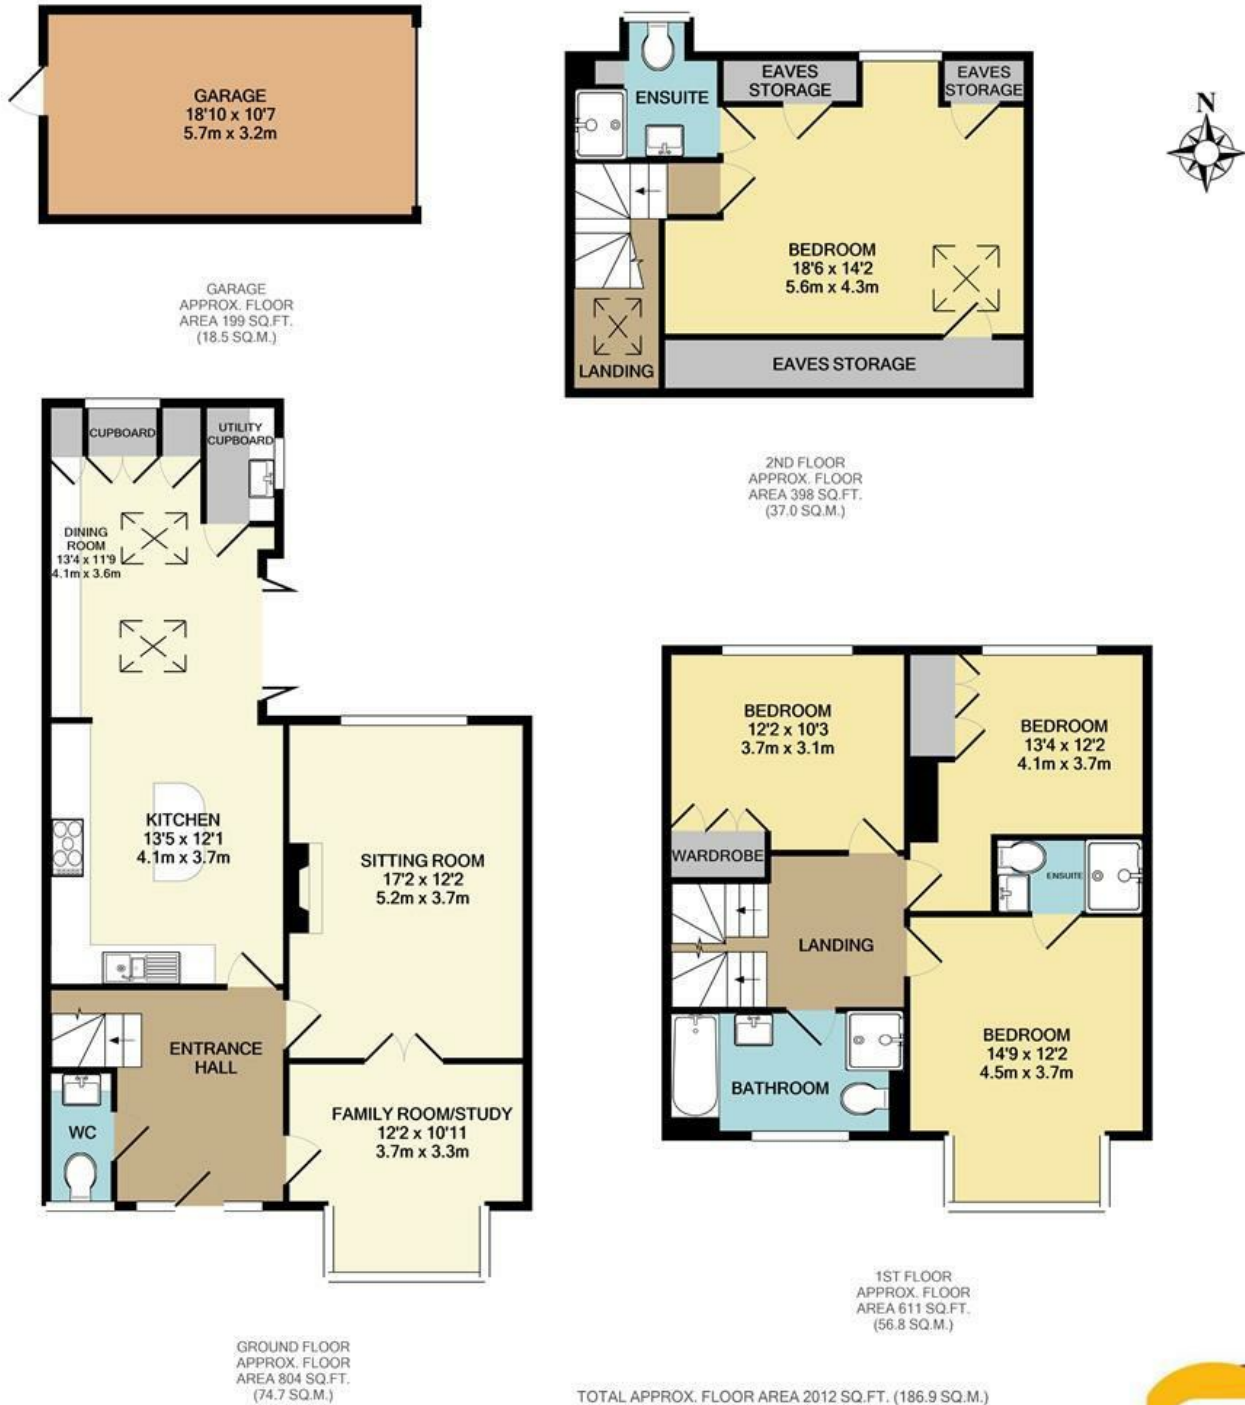 GARAGE
18'10 x 10'7
5.7m x 3.2m
GARAGE
APPROX. FLOOR
AREA 199 SQ.FT.
(18.5 SQ.M.)
EAVES
STORAGE
EAVES
STORAGE
ENSUITE
BEDROOM
18'6 x 14'2
5.6m x 4.3m
LANDING
EAVES STORAGE
2ND FLOOR
APPROX. FLOOR
AREA 398 SQ.FT.
(37.0 SQ.M.)
N
CUPBOARD
UTILITY
CUPBOARD
DINING
ROOM
13'4 x 11'9
4.1m x 3.6m
KITCHEN
13'5 x 12'1
4.1m x 3.7m
SITTING ROOM
17'2 x 12'2
5.2m x 3.7m
ENTRANCE
HALL
WC
FAMILY ROOM/STUDY
12'2 x 10'11
3.7m x 3.3m
GROUND FLOOR
APPROX. FLOOR
AREA 804 SQ.FT.
(74.7 SQ.M.)
BEDROOM
12'2 x 10'3
3.7m x 3.1m
BEDROOM
13'4 x 12'2
4.1m x 3.7m
WARDROBE
ENSUITE
LANDING
BEDROOM
14'9 x 12'2
4.5m x 3.7m
BATHROOM
1ST FLOOR
APPROX. FLOOR
AREA 611 SQ.FT.
(56.8 SQ.M.)
TOTAL APPROX. FLOOR AREA 2012 SQ.FT. (186.9 SQ.M.)